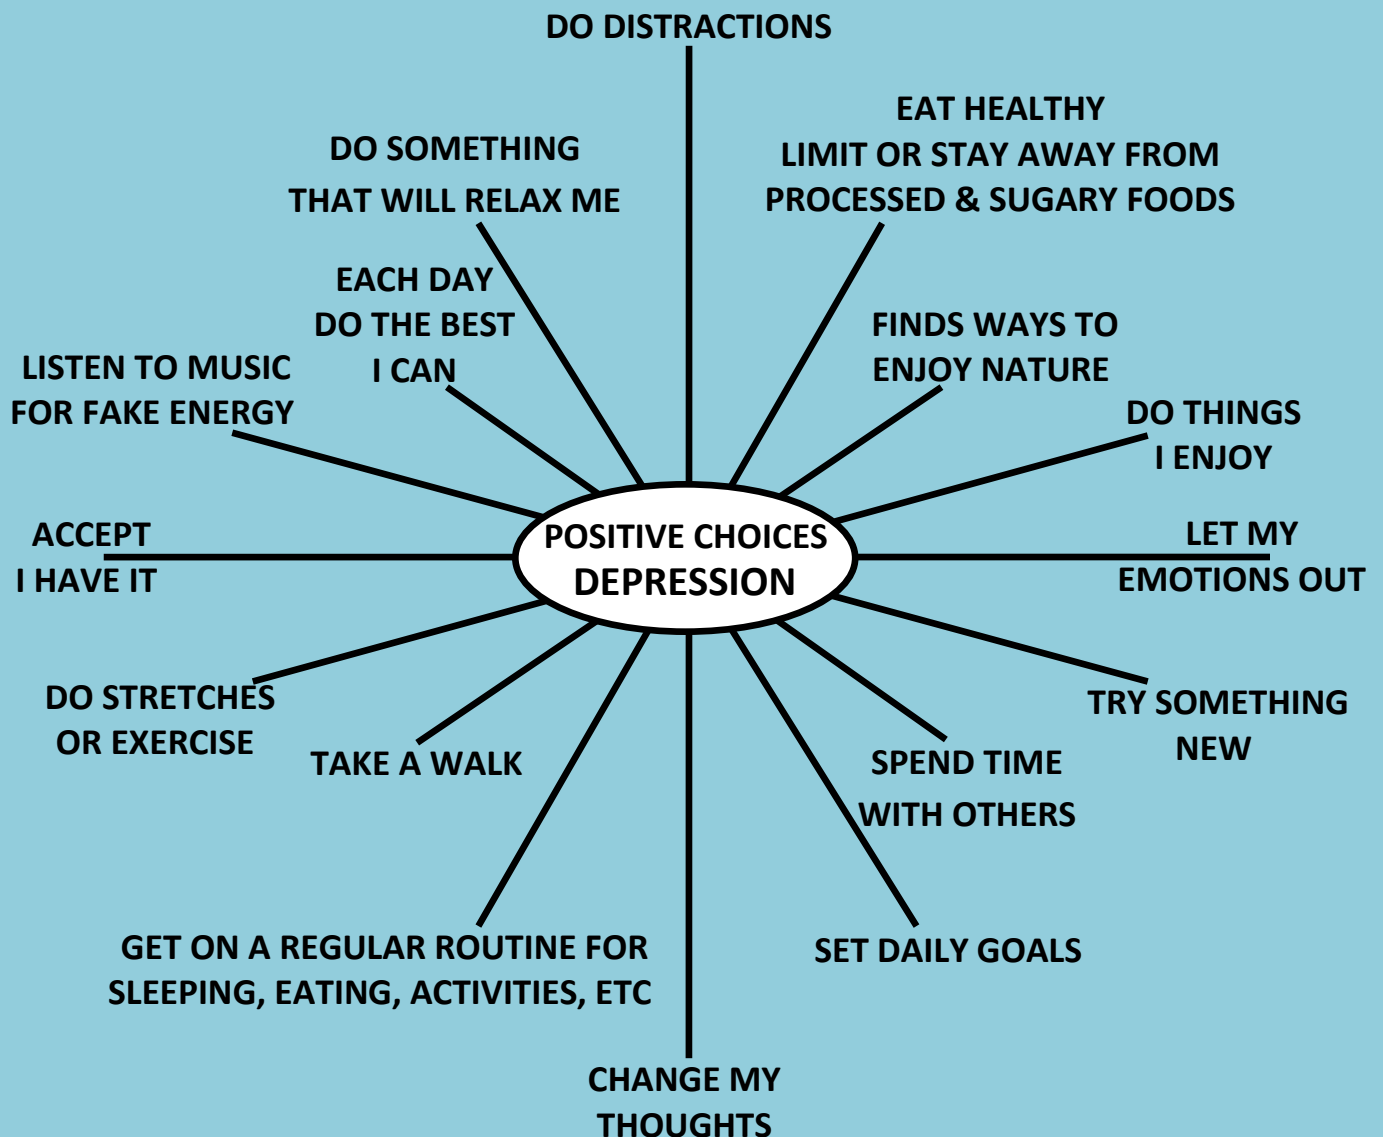 DO DISTRACTIONS
EAT HEALTHY
LIMIT OR STAY AWAY FROM
PROCESSED & SUGARY FOODS
DO SOMETHING
THAT WILL RELAX ME
EACH DAY
DO THE BEST
I CAN
FINDS WAYS TO
ENJOY NATURE
LISTEN TO MUSIC
FOR FAKE ENERGY
DO THINGS
I ENJOY
ACCEPT
I HAVE IT
POSITIVE CHOICES
DEPRESSION
LET MY
EMOTIONS OUT
DO STRETCHES
OR EXERCISE
TAKE A WALK
SPEND TIME
WITH OTHERS
TRY SOMETHING
NEW
GET ON A REGULAR ROUTINE FOR
SLEEPING, EATING, ACTIVITIES, ETC
SET DAILY GOALS
CHANGE MY
THOUGHTS